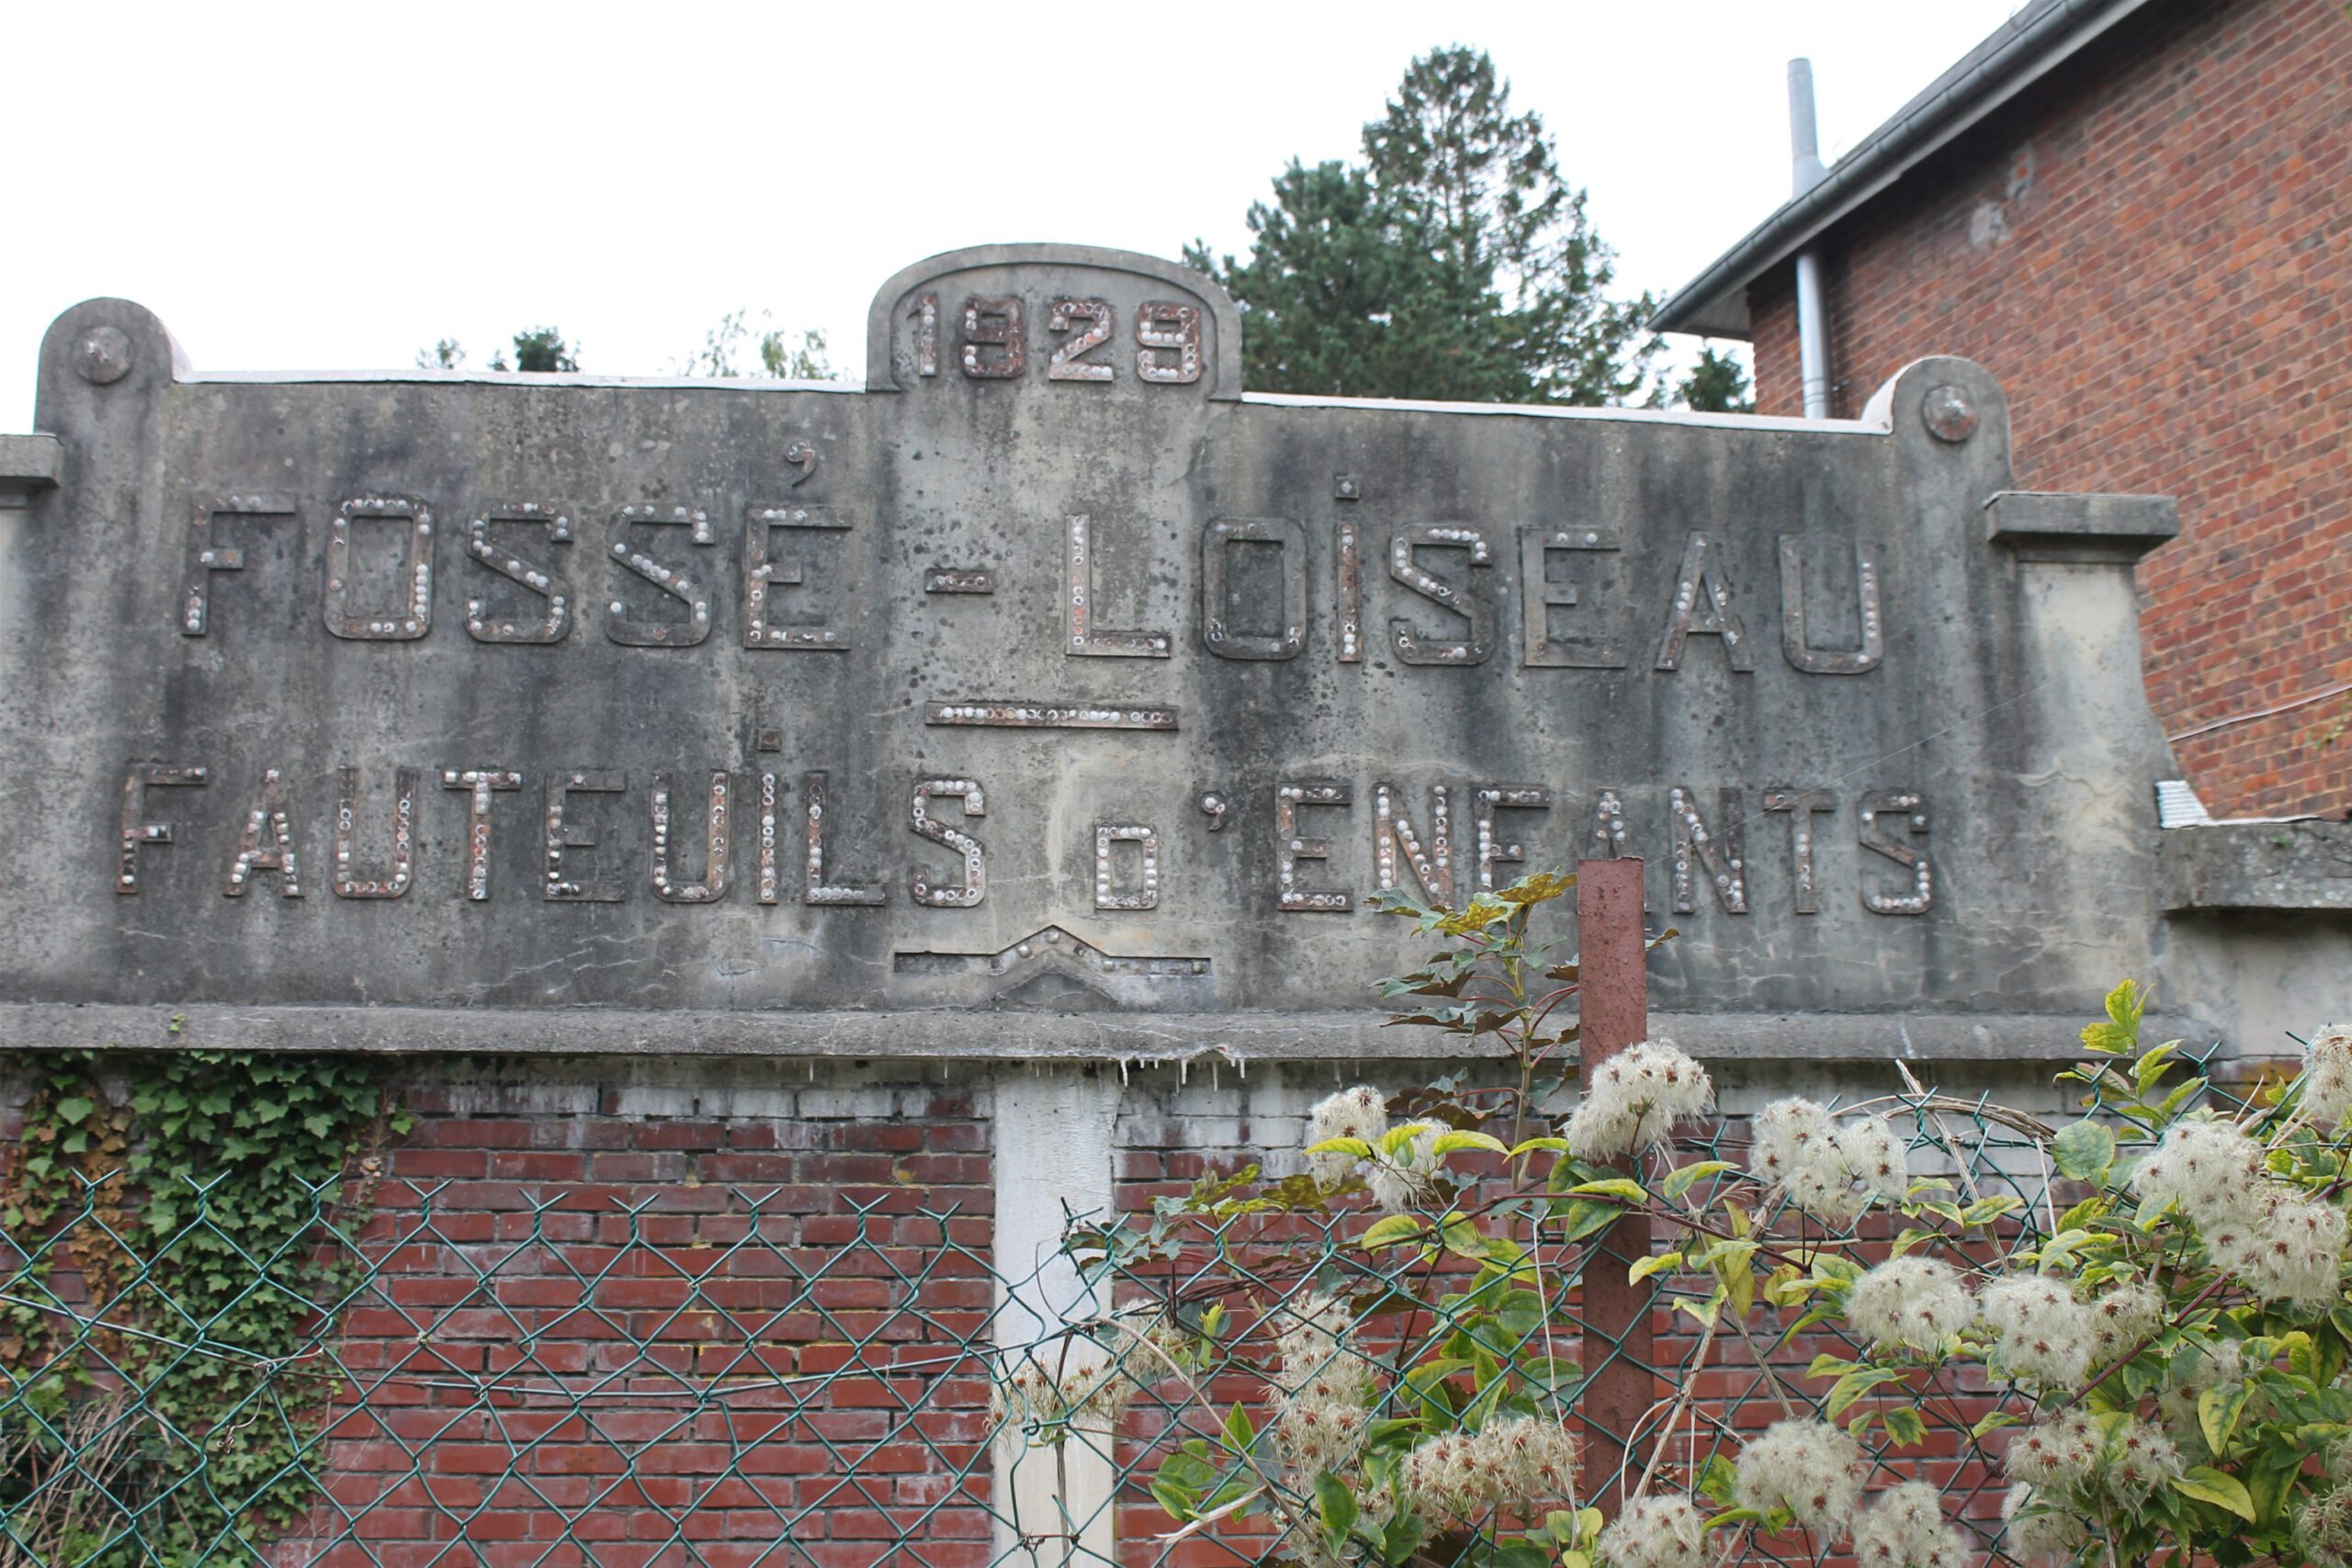 1929
FOSSÉ - LOISEAU
FAUTEUILS D'ENFANTS